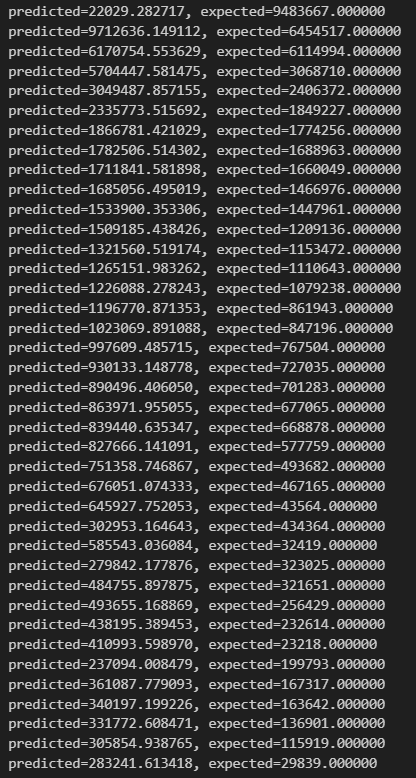 predicted=22029.282717, expected=9483667.000000
predicted=9712636.149112, expected=6454517.000000
predicted=6170754.553629, expected=6114994.000000
predicted=5704447.581475, expected=3068710.000000
predicted=3049487.857155, expected=2406372.000000
predicted=2335773.515692, expected=1849227.000000
predicted=1866781.421029, expected=1774256.000000
predicted=1782506.514302, expected=1688963.000000
predicted=1711841.581898, expected=1660049.000000
predicted=1685056.495019, expected=1466976.000000
predicted=1533900.353306, expected=1447961.000000
predicted=1509185.438426, expected=1209136.000000
predicted=1321560.519174, expected=1153472.000000
predicted=1265151.983262, expected=1110643.000000
predicted=1226088.278243, expected=1079238.000000
predicted=1196770.871353, expected=861943.000000
predicted=1023069.891088, expected=847196.000000
predicted=997609.485715, expected=767504.000000
predicted=930133.148778, expected=727035.000000
predicted=890496.406050, expected=701283.000000
predicted=863971.955055, expected=677065.000000
predicted=839440.635347, expected=668878.000000
predicted=827666.141091, expected=577759.000000
predicted=751358.746867, expected=493682.000000
predicted=676051.074333, expected=467165.000000
predicted=645927.752053, expected=43564.000000
predicted=302953.164643, expected=434364.000000
predicted=585543.036084, expected=32419.000000
predicted=279842.177876, expected=323025.000000
predicted=484755.897875, expected=321651.000000
predicted=493655.168869, expected=256429.000000
predicted=438195.389453, expected=232614.000000
predicted=410993.598970, expected=23218.000000
predicted=237094.008479, expected=199793.000000
predicted=361087.779093, expected=167317.000000
predicted=340197.199226, expected=163642.000000
predicted=331772.608471, expected=136901.000000
predicted=305854.938765, expected=115919.000000
predicted=283241.613418, expected=29839.000000